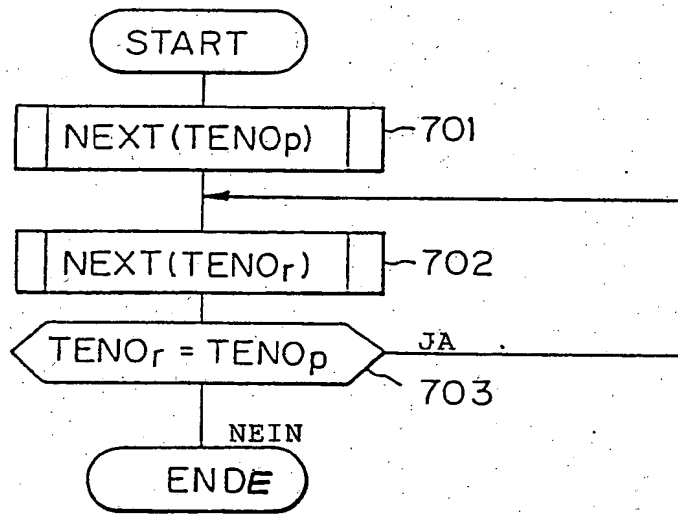 START
NEXT(TENOp) 701
NEXT(TENOr) 702
TENOr = TENOp JA
703
NEIN
ENDE